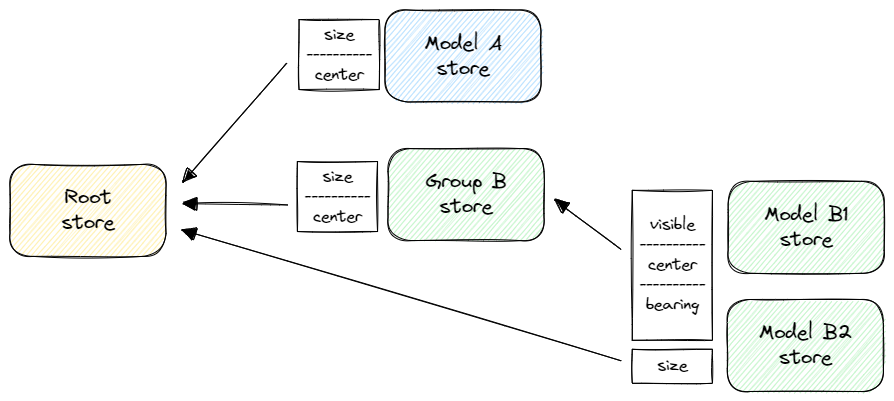 size
center
Model A
store
Root
store
size
center
Group B
store
visible
center
bearing
size
Model B1
store
Model B2
store